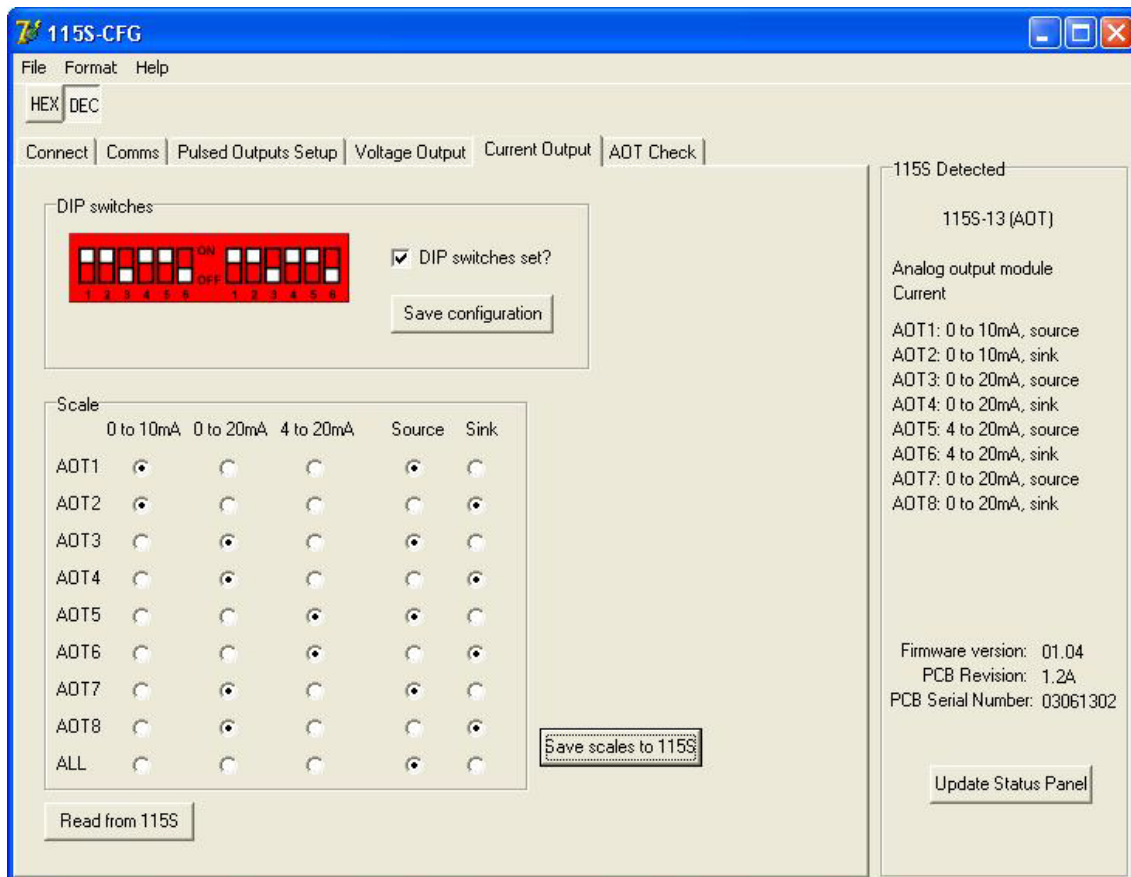 115S-CFG
File Format Help
HEX DEC
Connect Comms Pulsed Outputs Setup Voltage Output Current Output AOT Check
DIP switches
ON
OFF
1 2 3 4 5 6 1 2 3 4 5 6
DIP switches set?
Save configuration
Scale
0 to 10mA 0 to 20mA 4 to 20mA Source Sink
AOT1
AOT2
AOT3
AOT4
AOT5
AOT6
AOT7
AOT8
ALL
Save scales to 115S
Read from 115S
115S Detected
115S-13 (AOT)
Analog output module
Current
AOT1: 0 to 10mA, source
AOT2: 0 to 10mA, sink
AOT3: 0 to 20mA, source
AOT4: 0 to 20mA, sink
AOT5: 4 to 20mA, source
AOT6: 4 to 20mA, sink
AOT7: 0 to 20mA, source
AOT8: 0 to 20mA, sink
Firmware version: 01.04
PCB Revision: 1.2A
PCB Serial Number: 03061302
Update Status Panel